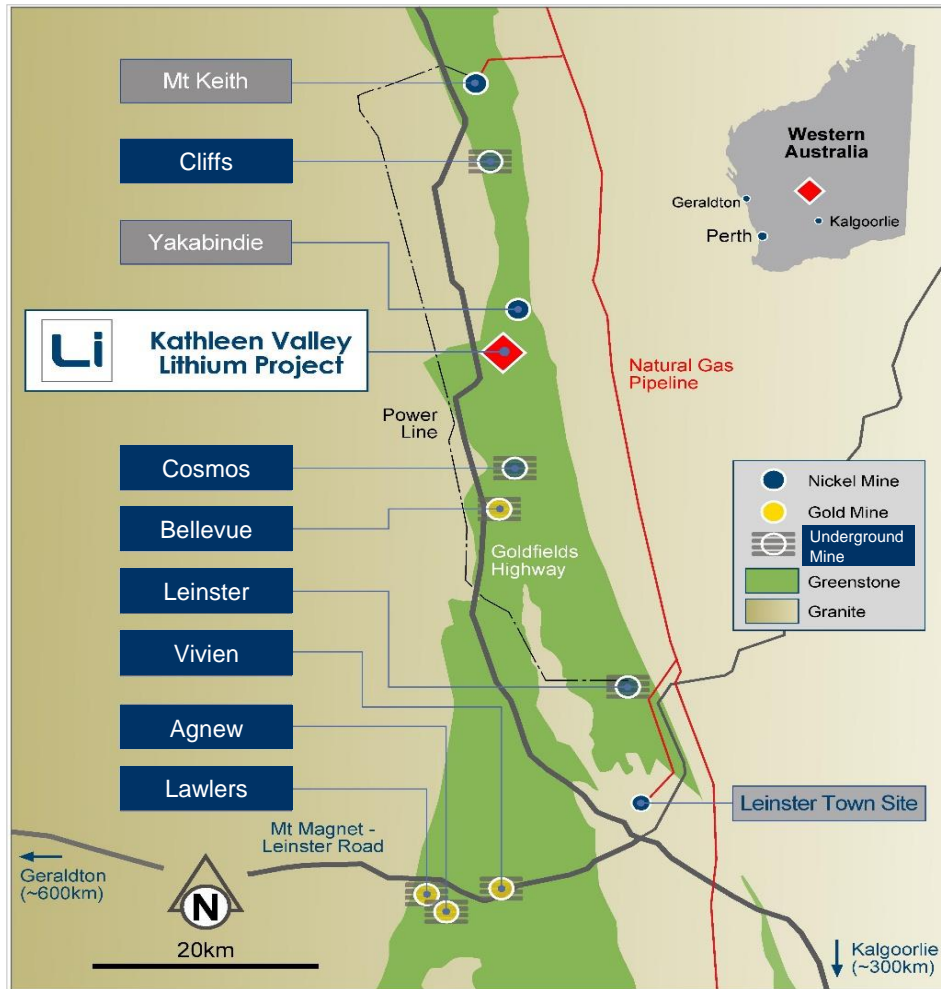 Mt Keith
Cliffs
Yakabindie
Li
Kathleen Valley
Lithium Project
Cosmos
Bellevue
Leinster
Vivien
Agnew
Lawlers
Power
Line
Goldfields
Highway
Natural Gas
Pipeline
Western
Australia
Geraldton
Kalgoorlie
Perth
Nickel Mine
Gold Mine
Underground
Mine
Greenstone
Granite
Leinster Town Site
Mt Magnet -
Leinster Road
Geraldton
(~600km)
N
20km
Kalgoorlie
(~300km)